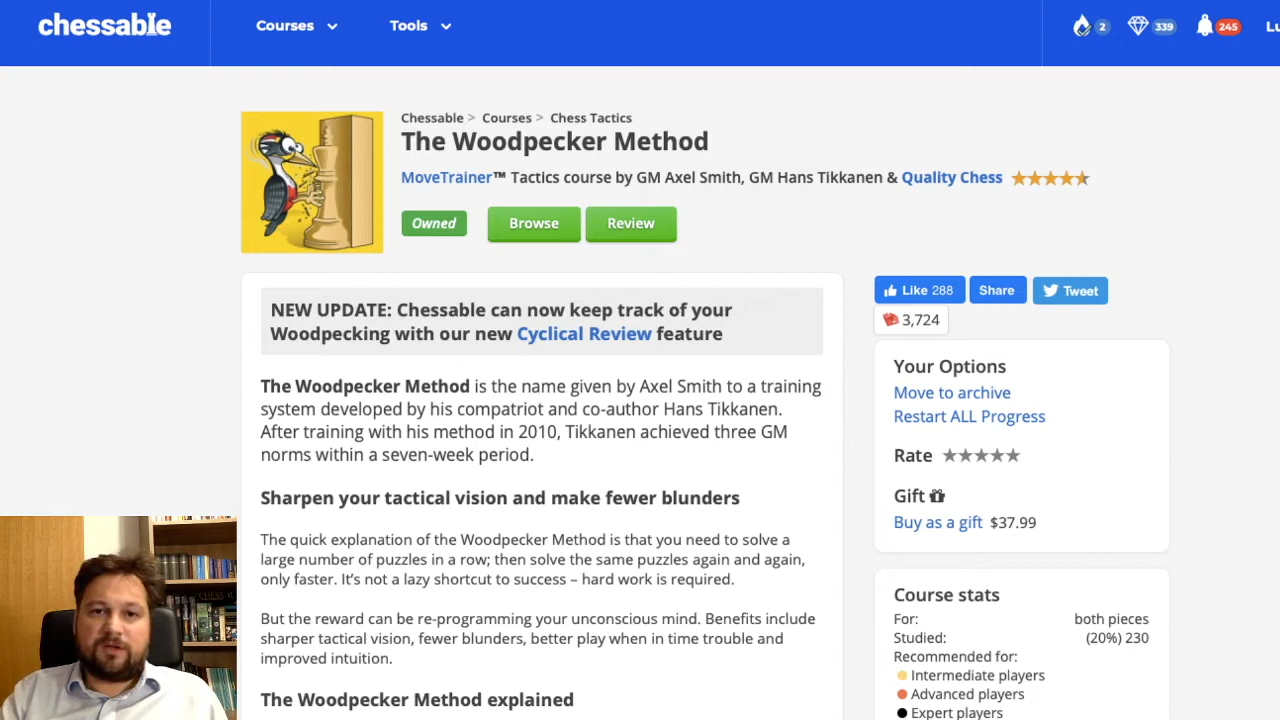 chessable
Courses
Tools
2
339
245
Lu
Chessable > Courses > Chess Tactics
The Woodpecker Method
MoveTrainer™ Tactics course by GM Axel Smith, GM Hans Tikkanen & Quality Chess
Owned
Browse
Review
NEW UPDATE: Chessable can now keep track of your
Woodpecking with our new Cyclical Review feature
The Woodpecker Method is the name given by Axel Smith to a training
system developed by his compatriot and co-author Hans Tikkanen.
After training with his method in 2010, Tikkanen achieved three GM
norms within a seven-week period.
Sharpen your tactical vision and make fewer blunders
The quick explanation of the Woodpecker Method is that you need to solve a
large number of puzzles in a row; then solve the same puzzles again and again,
only faster. It's not a lazy shortcut to success – hard work is required.
But the reward can be re-programming your unconscious mind. Benefits include
sharper tactical vision, fewer blunders, better play when in time trouble and
improved intuition.
The Woodpecker Method explained
Like 288
Share
Tweet
3,724
Your Options
Move to archive
Restart ALL Progress
Rate
Gift
Buy as a gift $37.99
Course stats
For: both pieces
Studied: (20%) 230
Recommended for:
Intermediate players
Advanced players
Expert players
CHESS